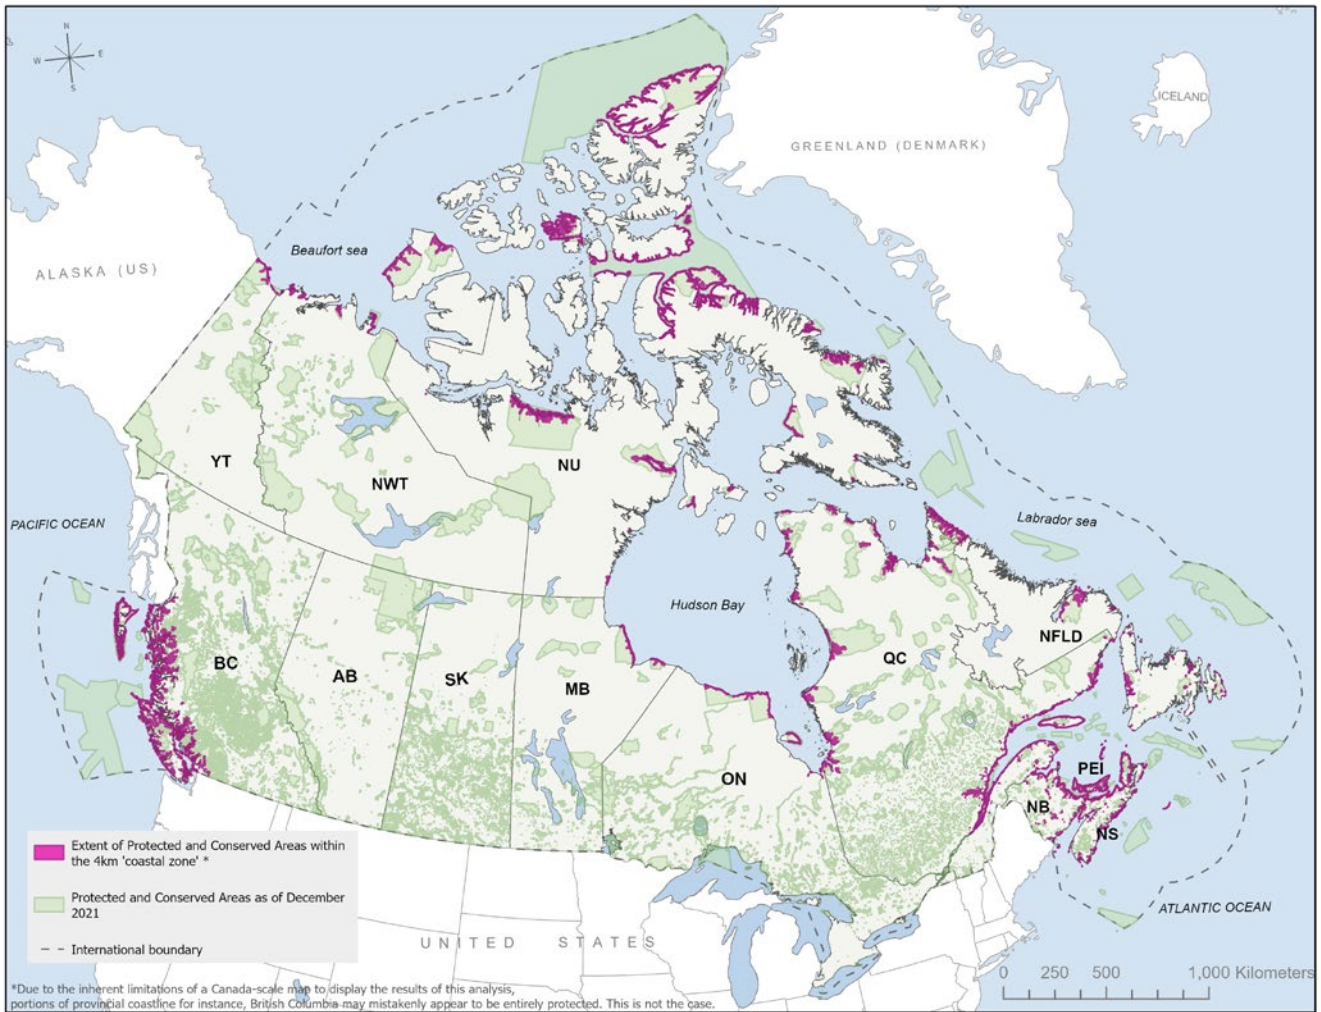 N
W
E
S
ICELAND
GREENLAND (DENMARK)
Beaufort sea
ALASKA (US)
YT
NWT
NU
PACIFIC OCEAN
Labrador sea
Hudson Bay
BC
AB
SK
MB
ON
QC
NFLD
PEI
NB
NS
Extent of Protected and Conserved Areas within
the 4km 'coastal zone' *
Protected and Conserved Areas as of December
2021
International boundary
ATLANTIC OCEAN
UNITED STATES
0 250 500 1,000 Kilometers
*Due to the inherent limitations of a Canada-scale map to display the results of this analysis,
portions of provincial coastline for instance, British Columbia may mistakenly appear to be entirely protected. This is not the case.